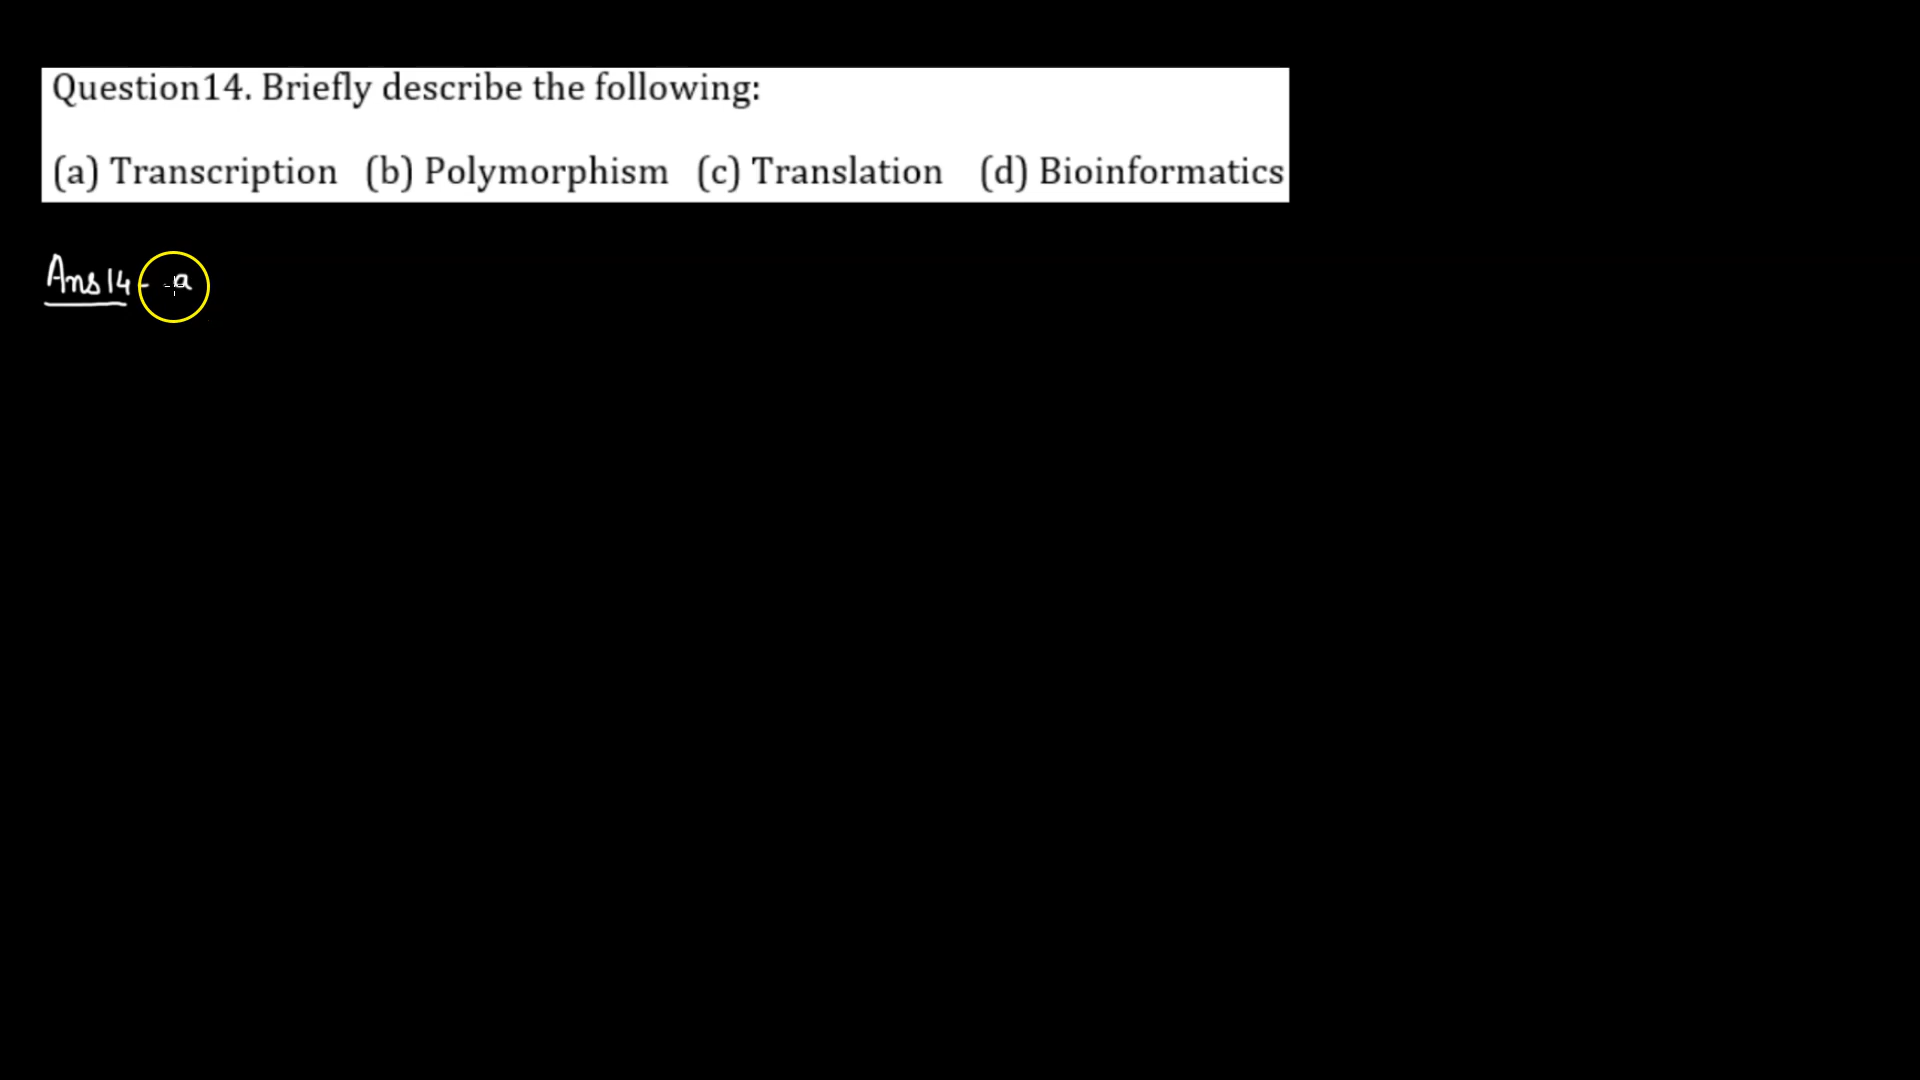 Question14. Briefly describe the following:
(a) Transcription (b) Polymorphism (c) Translation (d) Bioinformatics
Ans 14 - a